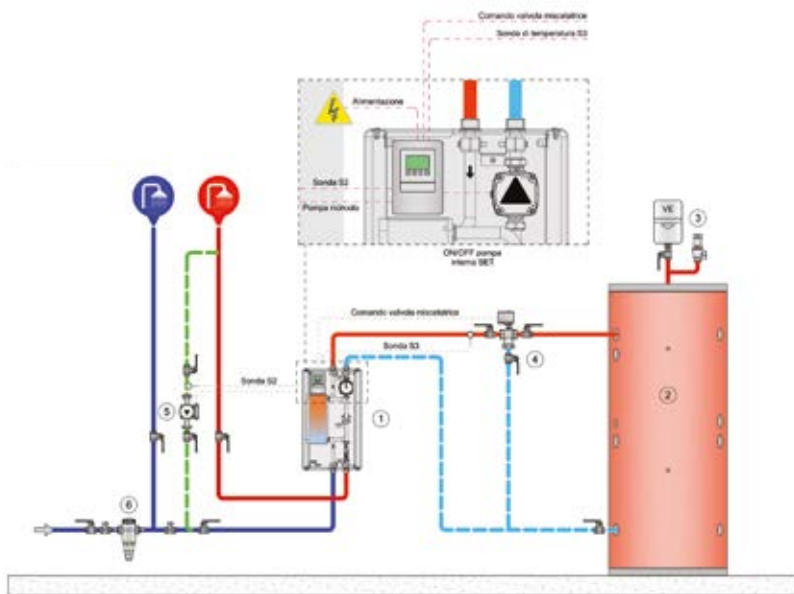 Comando valvola miscelatrice
Sonda di temperatura S3
Alimentazione
Sonda S2
Pompa ricircolo
ON/OFF pompa
interna SET
VE
3
Comando valvola miscelatrice
Sonda S3
4
2
Sonda S2
5
1
6